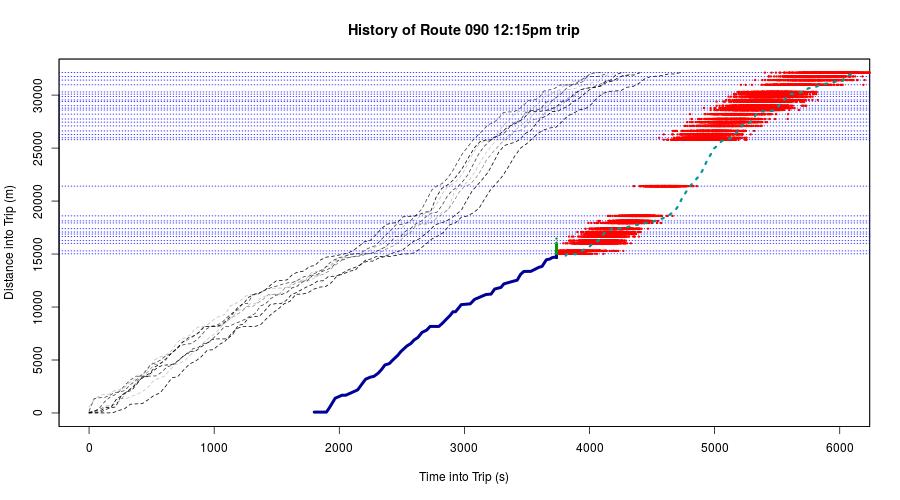 History of Route 090 12:15pm trip
Distance into Trip (m)
30000
25000
20000
15000
10000
5000
0
0 1000 2000 3000 4000 5000 6000
Time into Trip (s)